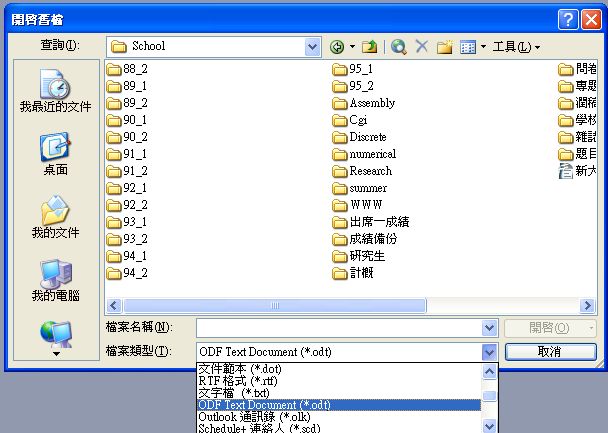 開啓舊檔
查詢(I):
School
工具(L)
我最近的文件
桌面
我的文件
我的電腦
88_2
89_1
89_2
90_1
90_2
91_1
91_2
92_1
92_2
93_1
93_2
94_1
94_2
95_1
95_2
Assembly
Cgi
Discrete
numerical
Research
summer
WWW
出席一成績
成績備份
研究生
計概
問卷
專題
潤稿
學校
雜誌
題目
新大
檔案名稱(N):
開啓(O)
檔案類型(T):
ODF Text Document (*.odt)
取消
文件範本 (*.dot)
RTF 格式 (*.rtf)
文字檔 (*.txt)
ODF Text Document (*.odt)
Outlook 通訊錄 (*.olk)
Schedule+ 連絡人 (*.scd)